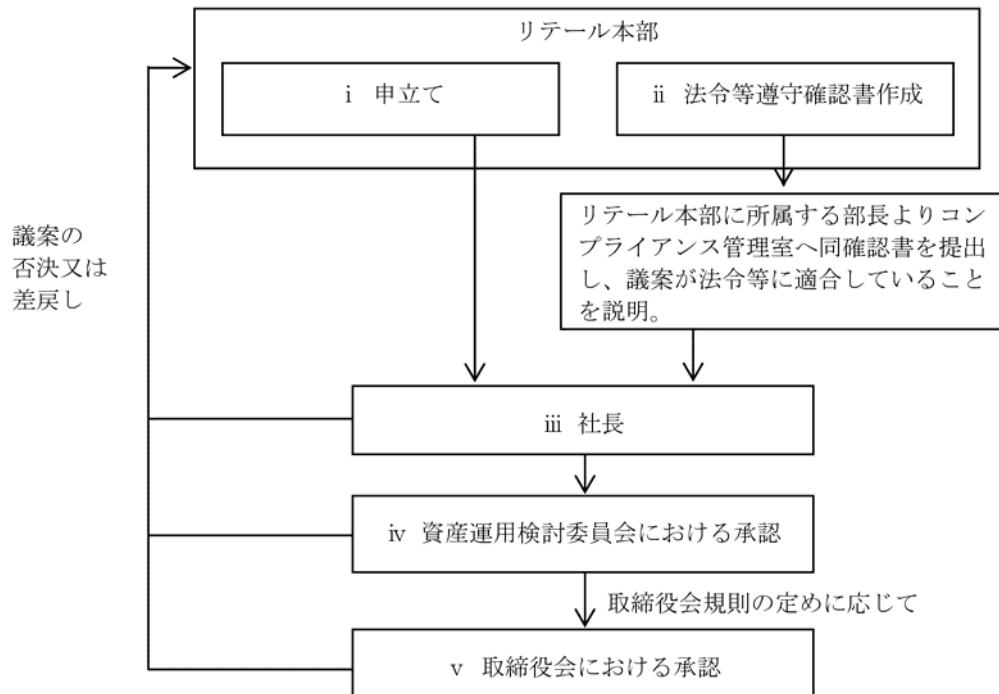 リテール本部
ⅰ 申立て
ⅱ 法令等遵守確認書作成
リテール本部に所属する部長よりコン
プライアンス管理室へ同確認書を提出
し、議案が法令等に適合していること
を説明。
議案の
否決又は
差戻し
ⅲ 社長
ⅳ 資産運用検討委員会における承認
取締役会規則の定めに応じて
ⅴ 取締役会における承認